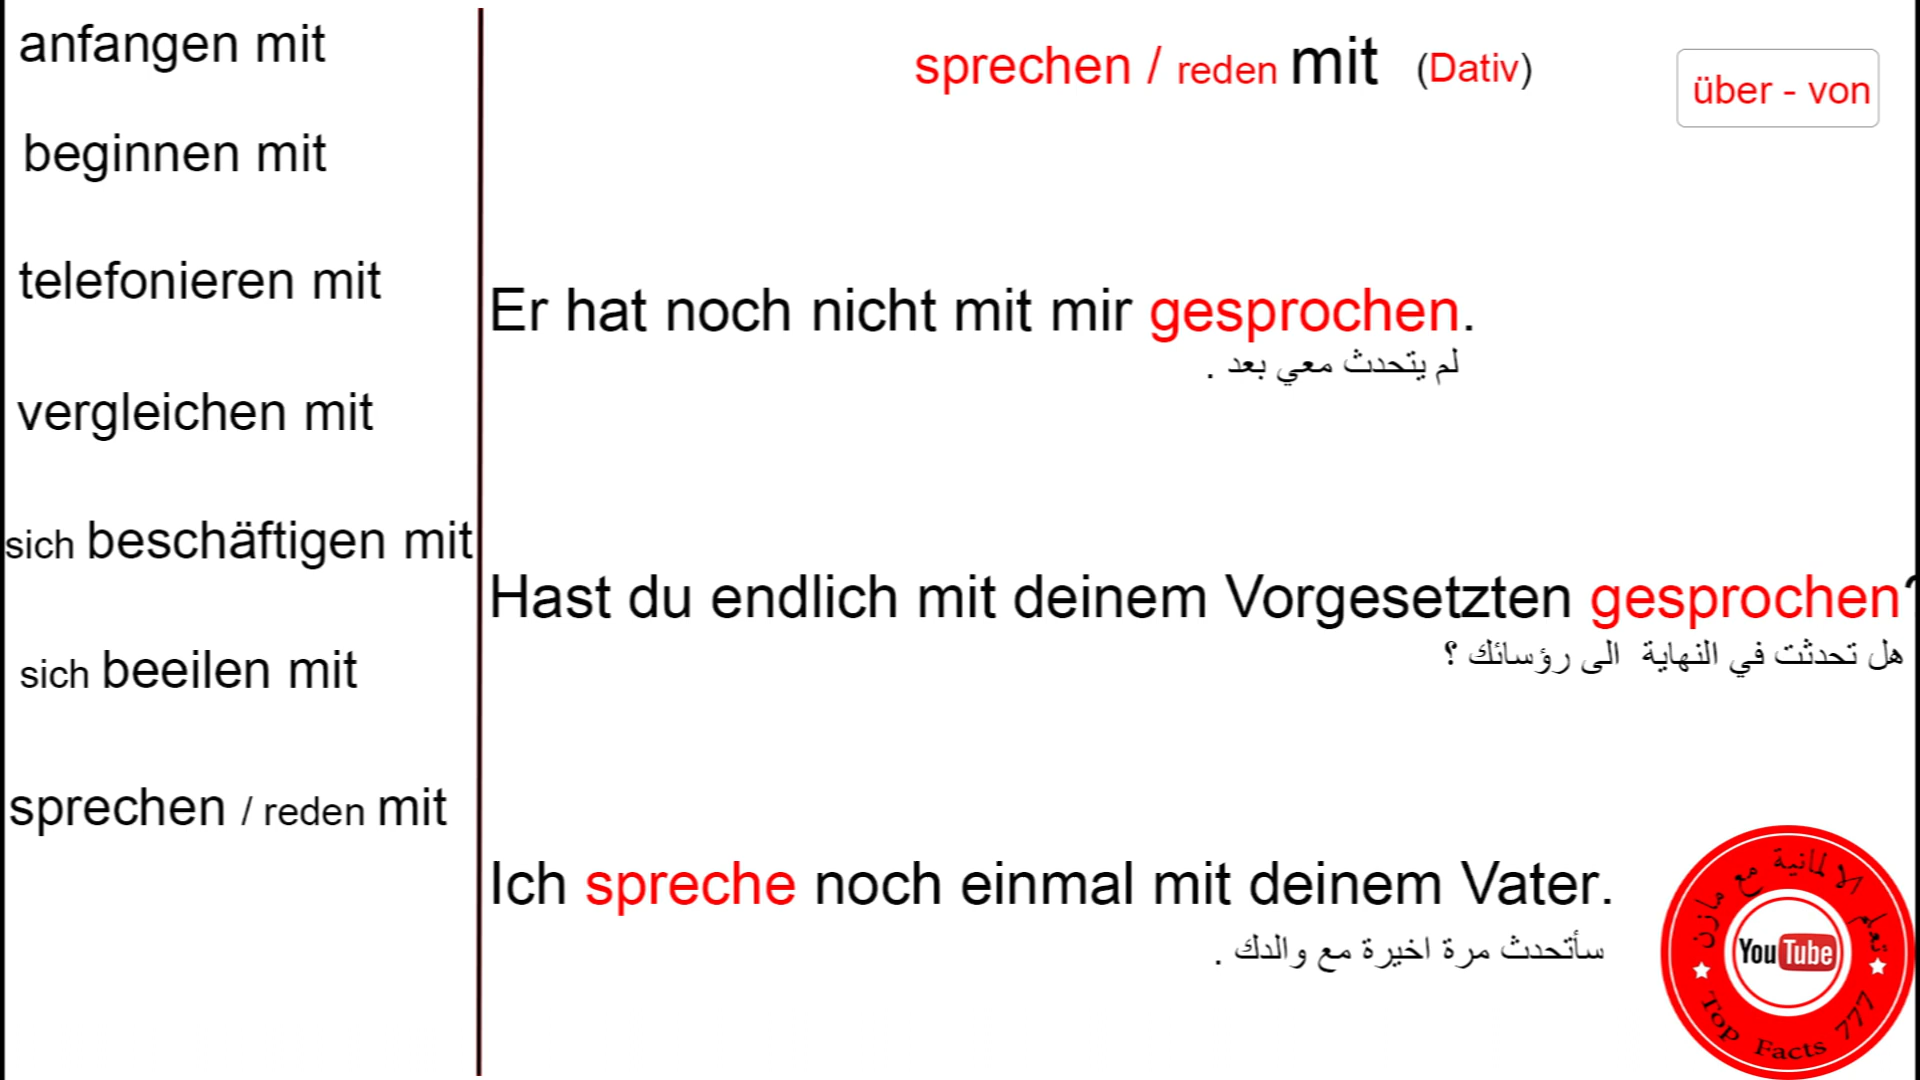 anfangen mit
beginnen mit
telefonieren mit
vergleichen mit
sich beschäftigen mit
sich beeilen mit
sprechen / reden mit
sprechen / reden mit (Dativ)
über - von
Er hat noch nicht mit mir gesprochen.
لم يتحدث معي بعد .
Hast du endlich mit deinem Vorgesetzten gesprochen?
هل تحدثت في النهاية الى رؤسائك ؟
Ich spreche noch einmal mit deinem Vater.
سأتحدث مرة اخيرة مع والدك .
تعلم الالمانية مع مازن
YouTube
Top Facts 777